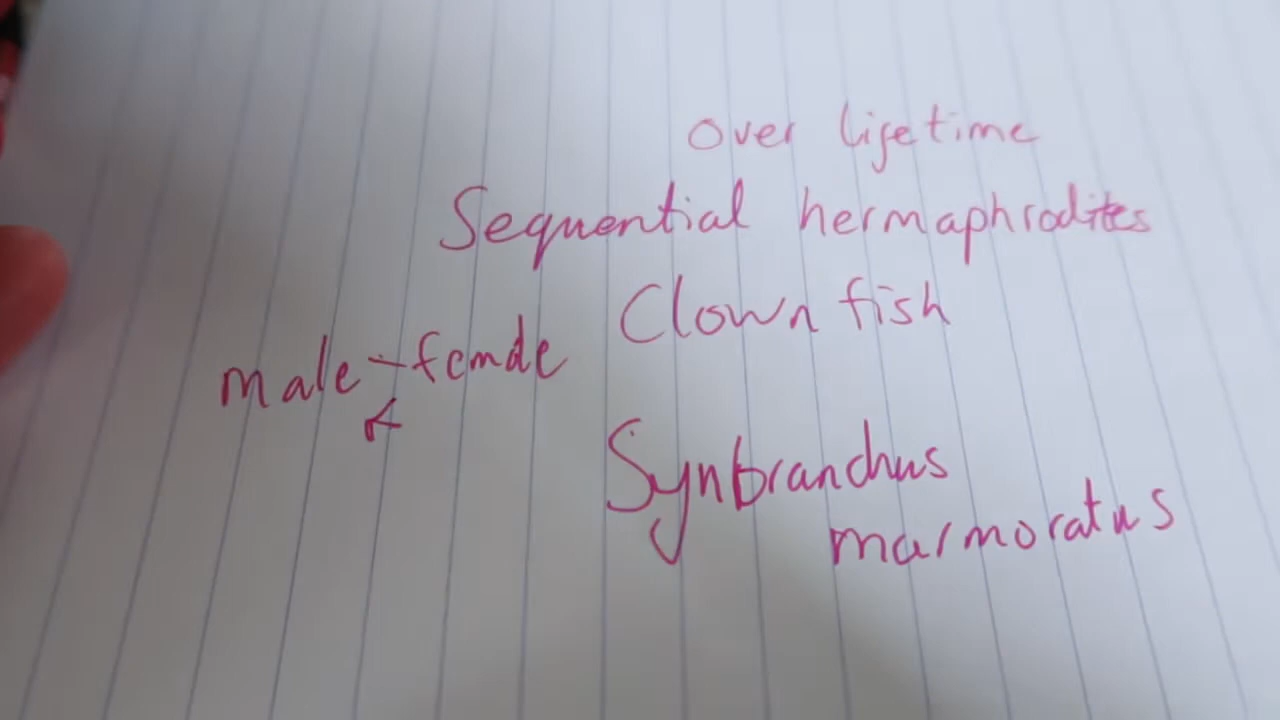 over lifetime
Sequential hermaphrodites
Clown fish
male - female
Synbranchus
marmoratus